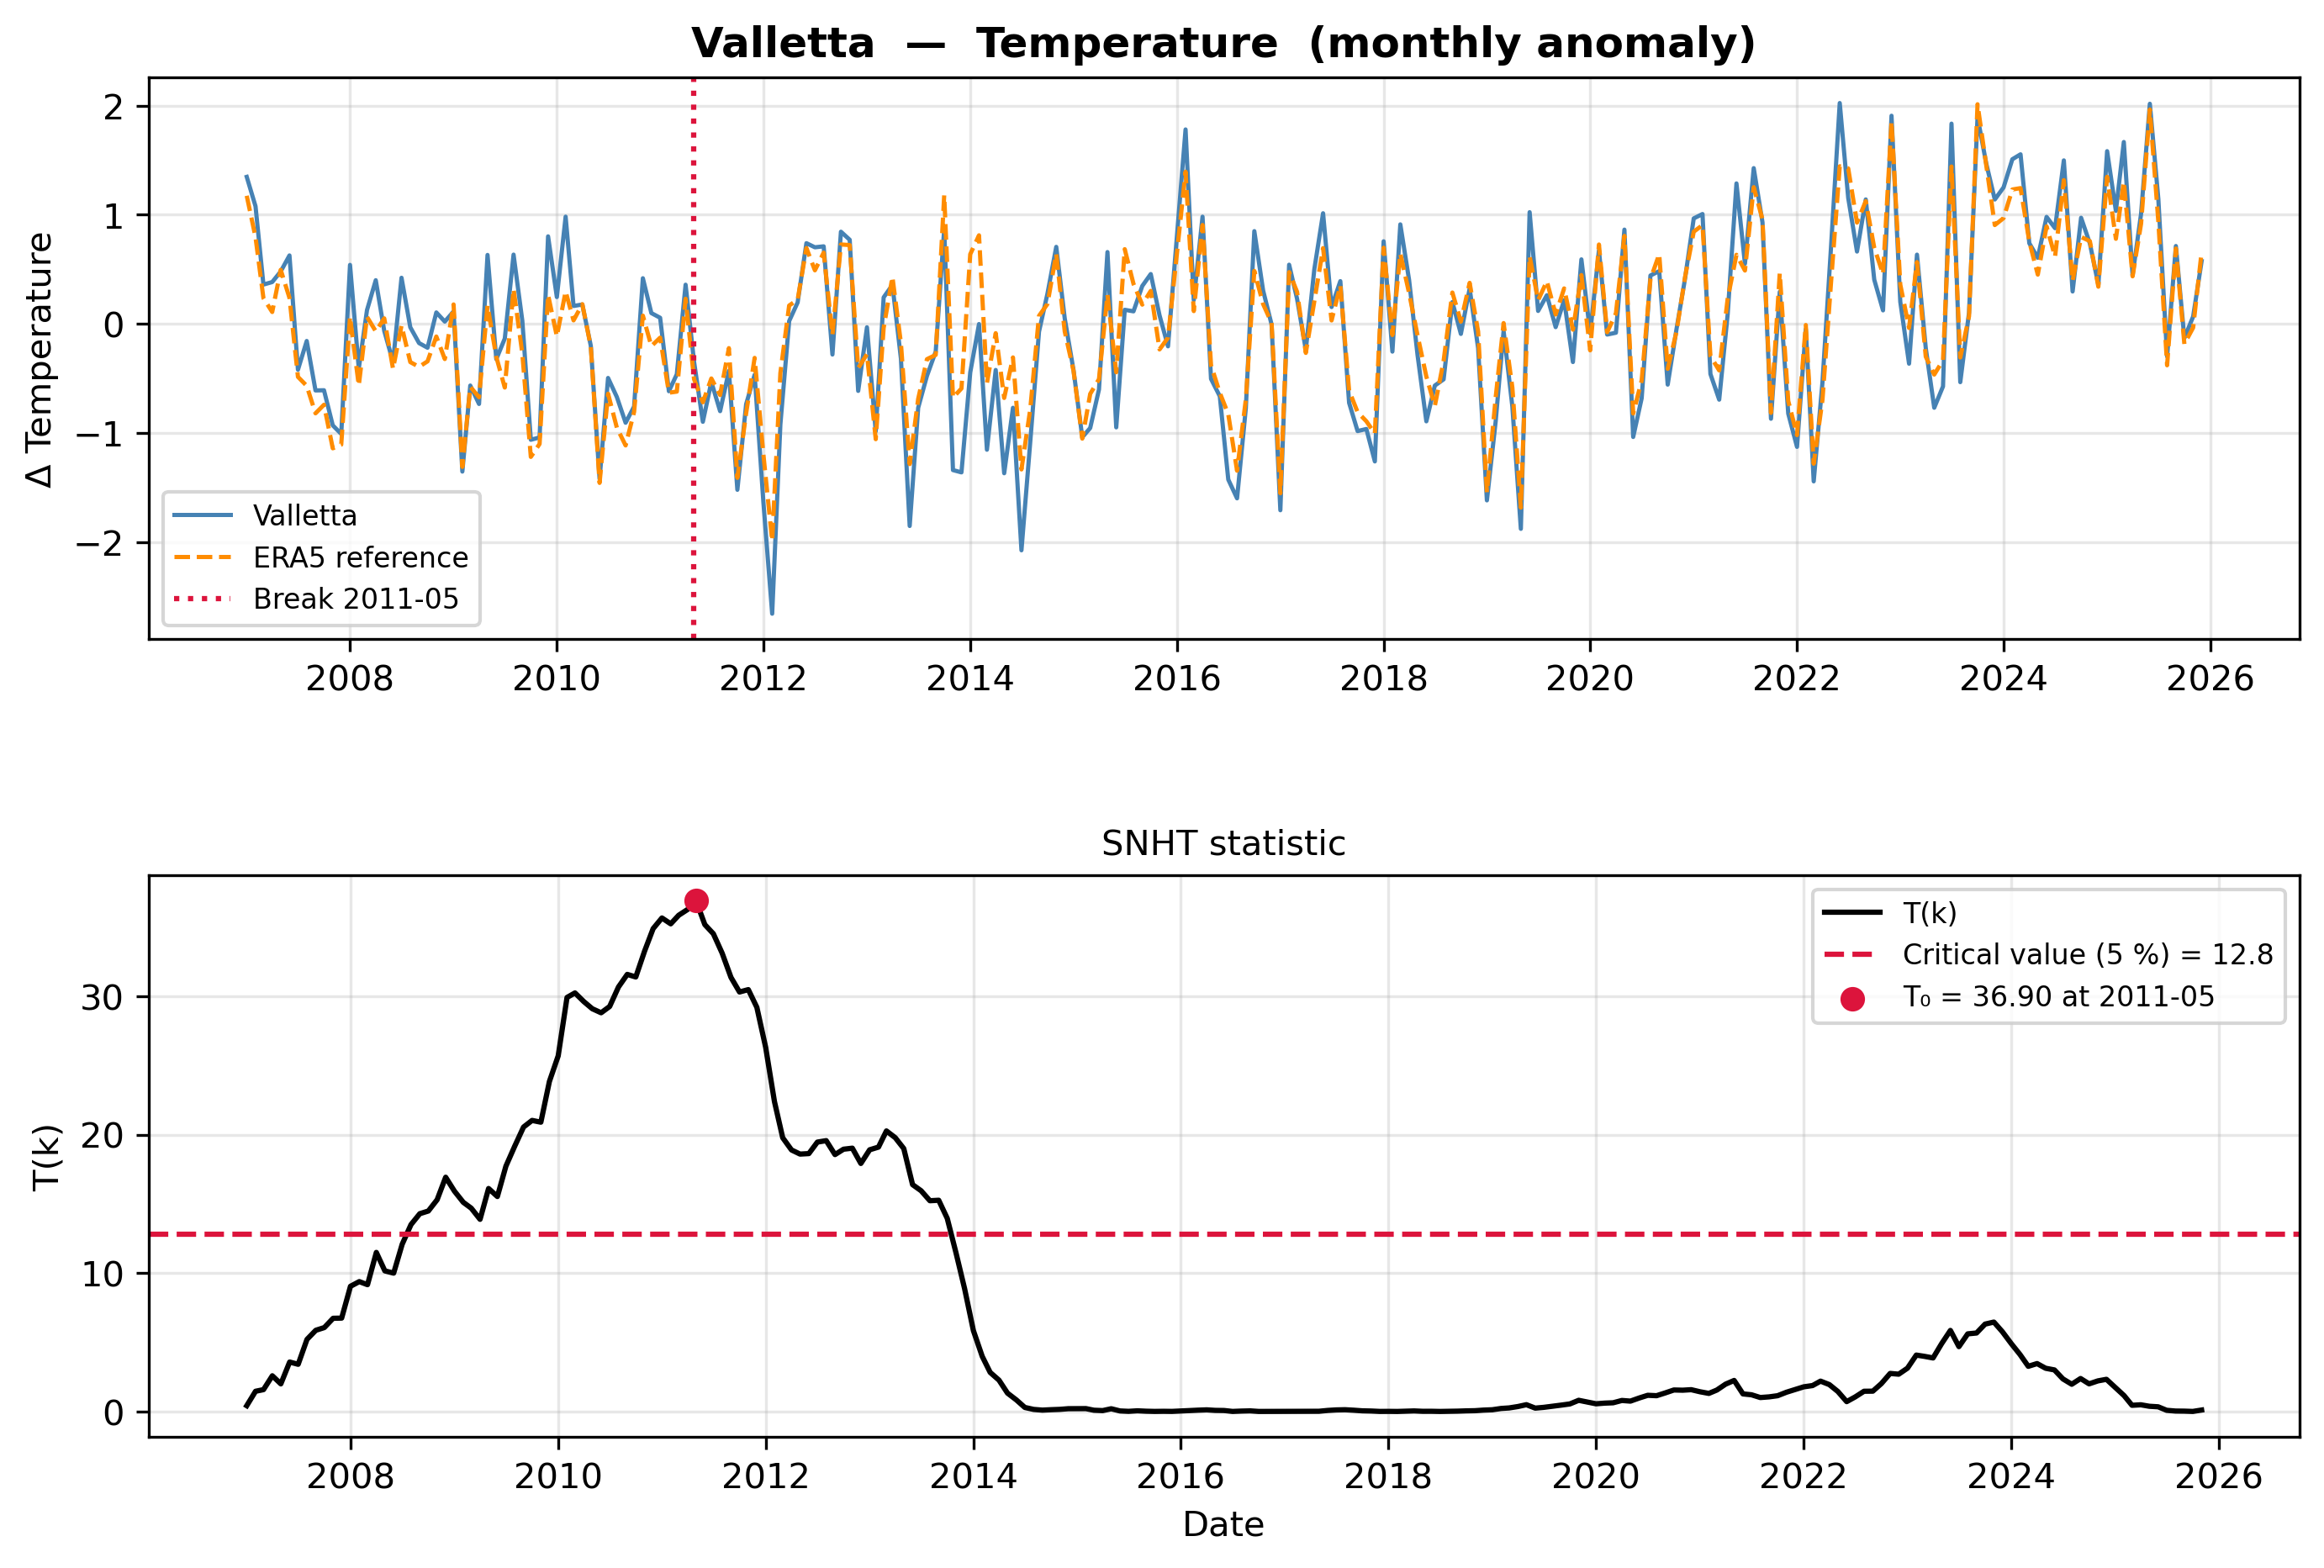 Valletta — Temperature (monthly anomaly)
Δ Temperature
2
1
0
−1
−2
Valletta
ERA5 reference
Break 2011-05
2008 2010 2012 2014 2016 2018 2020 2022 2024 2026
SNHT statistic
T(k)
30
20
10
0
T(k)
Critical value (5 %) = 12.8
T₀ = 36.90 at 2011-05
2008 2010 2012 2014 2016 2018 2020 2022 2024 2026
Date